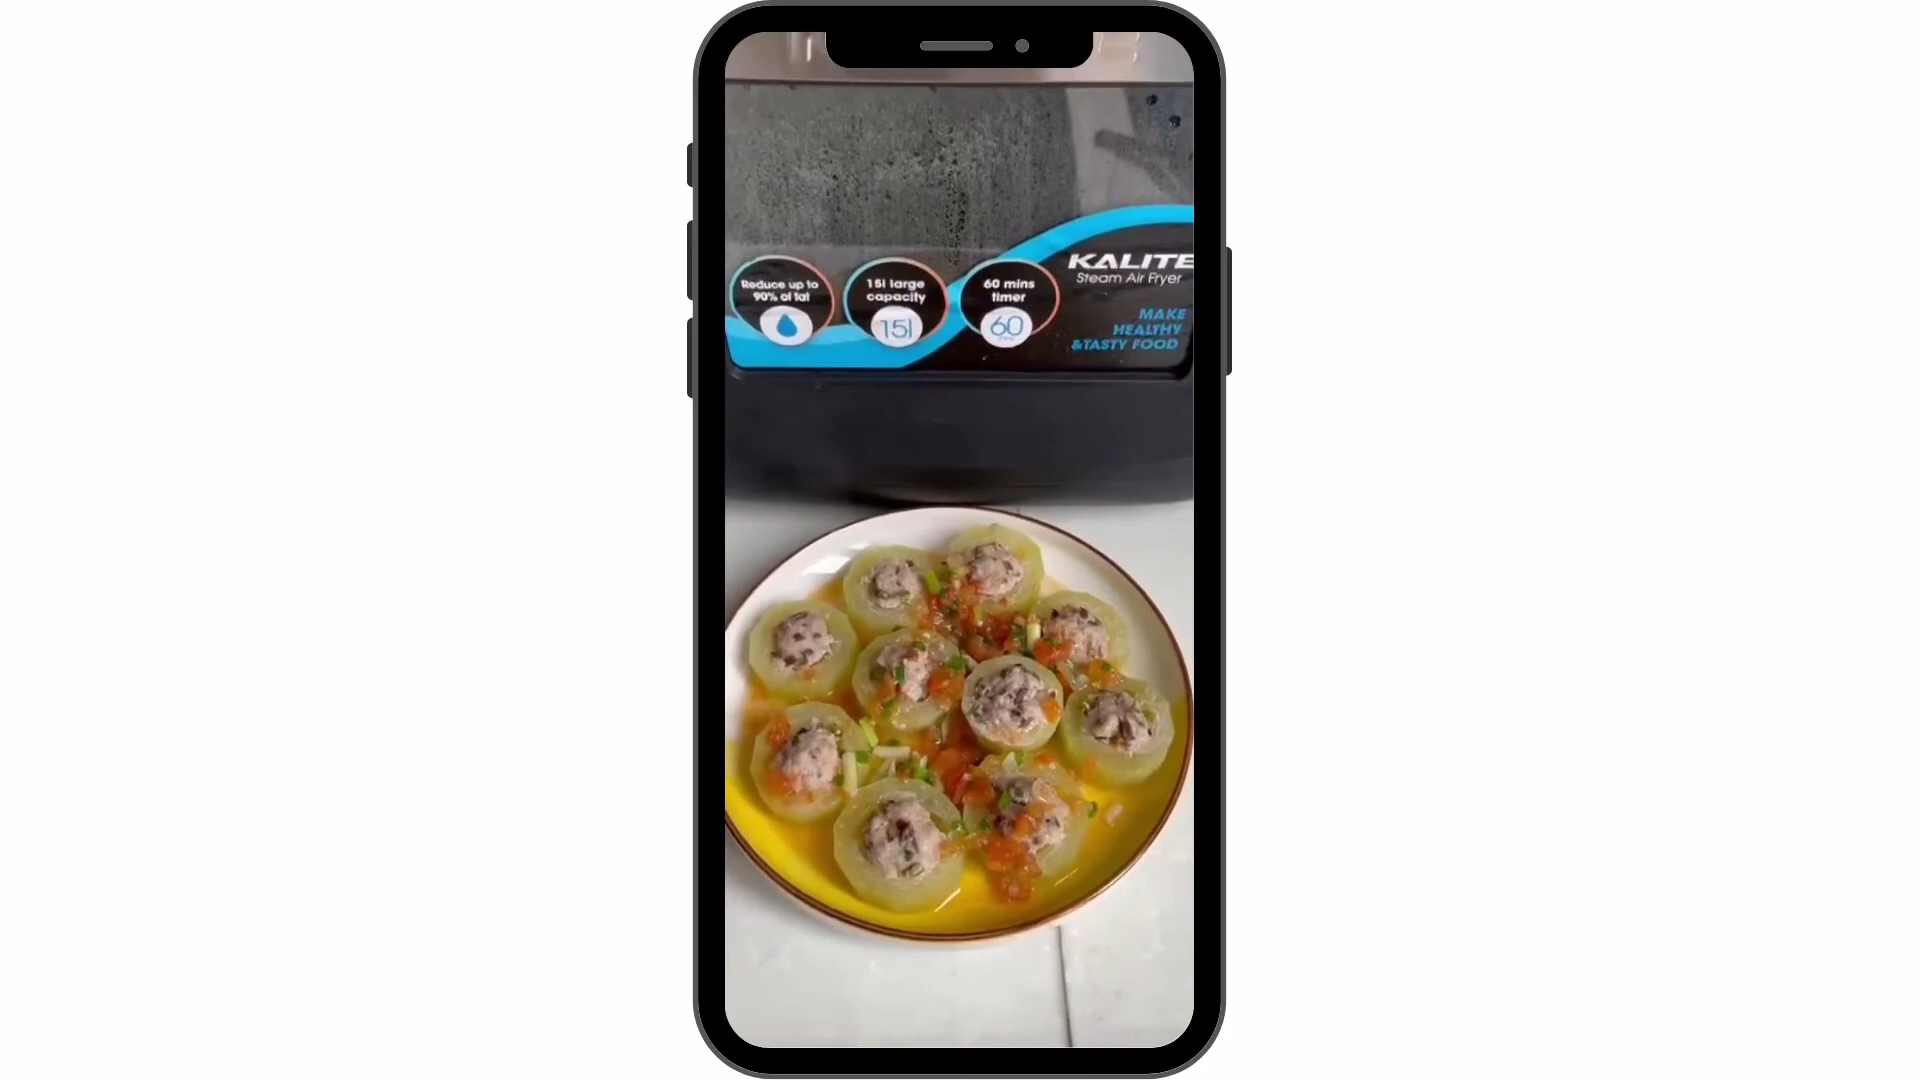 KALITE
Steam Air Fryer
Reduce up to
90% of fat
15l large
capacity
15l
60 mins
timer
60
MAKE
HEALTHY
&TASTY FOOD